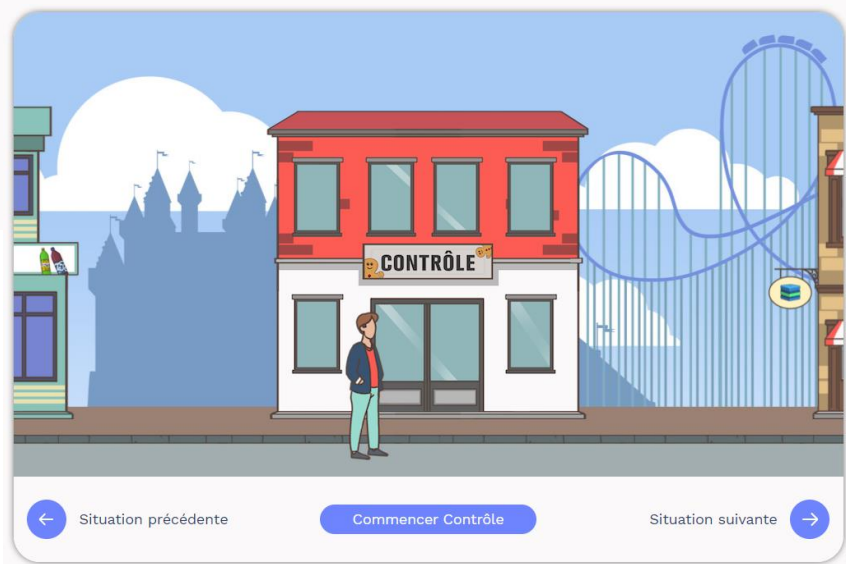 CONTRÔLE
Situation précédente
Commencer Contrôle
Situation suivante